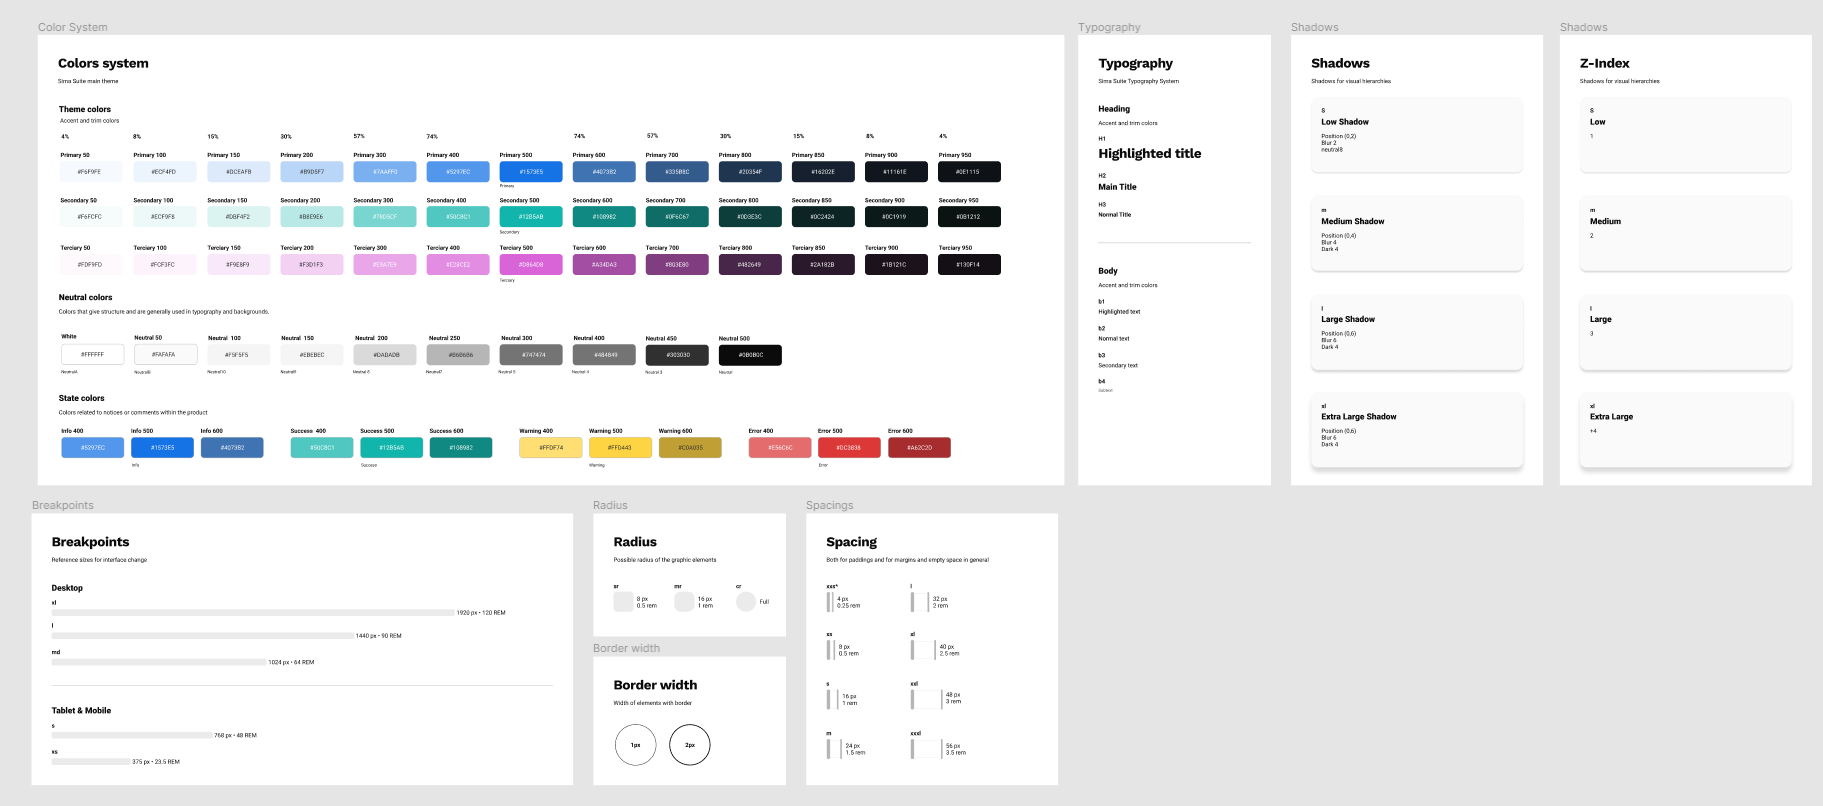 Color System
Colors system
Sima Suite main theme
Theme colors
Accent and trim colors
4% 8% 15% 30% 57% 74% 74% 57% 30% 15% 8% 4%
Primary 50 Primary 100 Primary 150 Primary 200 Primary 300 Primary 400 Primary 500 Primary 600 Primary 700 Primary 800 Primary 850 Primary 900 Primary 950
#F6F9FE #ECF4FD #DCEAFB #B9D5F7 #7AAFF0 #5297EC #1573E5 #4073B2 #335B8C #20354F #16202E #11161E #0E1115
Primary
Secondary 50 Secondary 100 Secondary 150 Secondary 200 Secondary 300 Secondary 400 Secondary 500 Secondary 600 Secondary 700 Secondary 800 Secondary 850 Secondary 900 Secondary 950
#F6FCFC #ECF9F8 #DBF4F2 #B8E9E6 #79D5CF #50C8C1 #12B5AB #108982 #0F6C67 #0D3E3C #0C2424 #0C1919 #0B1212
Secondary
Terciary 50 Terciary 100 Terciary 150 Terciary 200 Terciary 300 Terciary 400 Terciary 500 Terciary 600 Terciary 700 Terciary 800 Terciary 850 Terciary 900 Terciary 950
#FDF9FD #FCF3FC #F9E8F9 #F3D1F3 #E9A7E9 #E28CE2 #D864D8 #A34DA3 #803E80 #482649 #2A182B #1B121C #130F14
Terciary
Neutral colors
Colors that give structure and are generally used in typography and backgrounds.
White Neutral 50 Neutral 100 Neutral 150 Neutral 200 Neutral 250 Neutral 300 Neutral 400 Neutral 450 Neutral 500
#FFFFFF #FAFAFA #F5F5F5 #EBEBEC #DADADB #B6B6B6 #747474 #484849 #303030 #0B0B0C
Neutral10 Neutral9 Neutral 8 Neutral7 Neutral 5 Neutral 4 Neutral 3 Neutral
State colors
Colors related to notices or comments within the product
Info 400 Info 500 Info 600 Success 400 Success 500 Success 600 Warning 400 Warning 500 Warning 600 Error 400 Error 500 Error 600
#5297EC #1573E5 #4073B2 #50C8C1 #12B5AB #108982 #FFDF74 #FFD443 #C0A035 #E56C6C #DC3838 #A62C2D
Info Success Warning Error
Typography
Typography
Sima Suite Typography System
Heading
Accent and trim colors
H1
Highlighted title
H2
Main Title
H3
Normal Title
Body
Accent and trim colors
b1
Highlighted text
b2
Normal text
b3
Secondary text
b4
Subtext
Shadows
Shadows
Shadows for visual hierarchies
S
Low Shadow
Position (0,2)
Blur 2
neutral8
m
Medium Shadow
Position (0,4)
Blur 4
Dark 4
l
Large Shadow
Position (0,6)
Blur 6
Dark 4
xl
Extra Large Shadow
Position (0,6)
Blur 6
Dark 4
Shadows
Z-Index
Shadows for visual hierarchies
S
Low
1
m
Medium
2
l
Large
3
xl
Extra Large
+4
Breakpoints
Breakpoints
Reference sizes for interface change
Desktop
xl
1920 px • 120 REM
l
1440 px • 90 REM
md
1024 px • 64 REM
Tablet & Mobile
s
768 px • 48 REM
xs
375 px • 23.5 REM
Radius
Radius
Possible radius of the graphic elements
sr
8 px
0.5 rem
mr
16 px
1 rem
cr
Full
Border width
Border width
Width of elements with border
1px 2px
Spacings
Spacing
Both for paddings and for margins and empty space in general
xxs*
4 px
0.25 rem
l
32 px
2 rem
xs
8 px
0.5 rem
xl
40 px
2.5 rem
s
16 px
1 rem
xxl
48 px
3 rem
m
24 px
1.5 rem
xxxl
56 px
3.5 rem